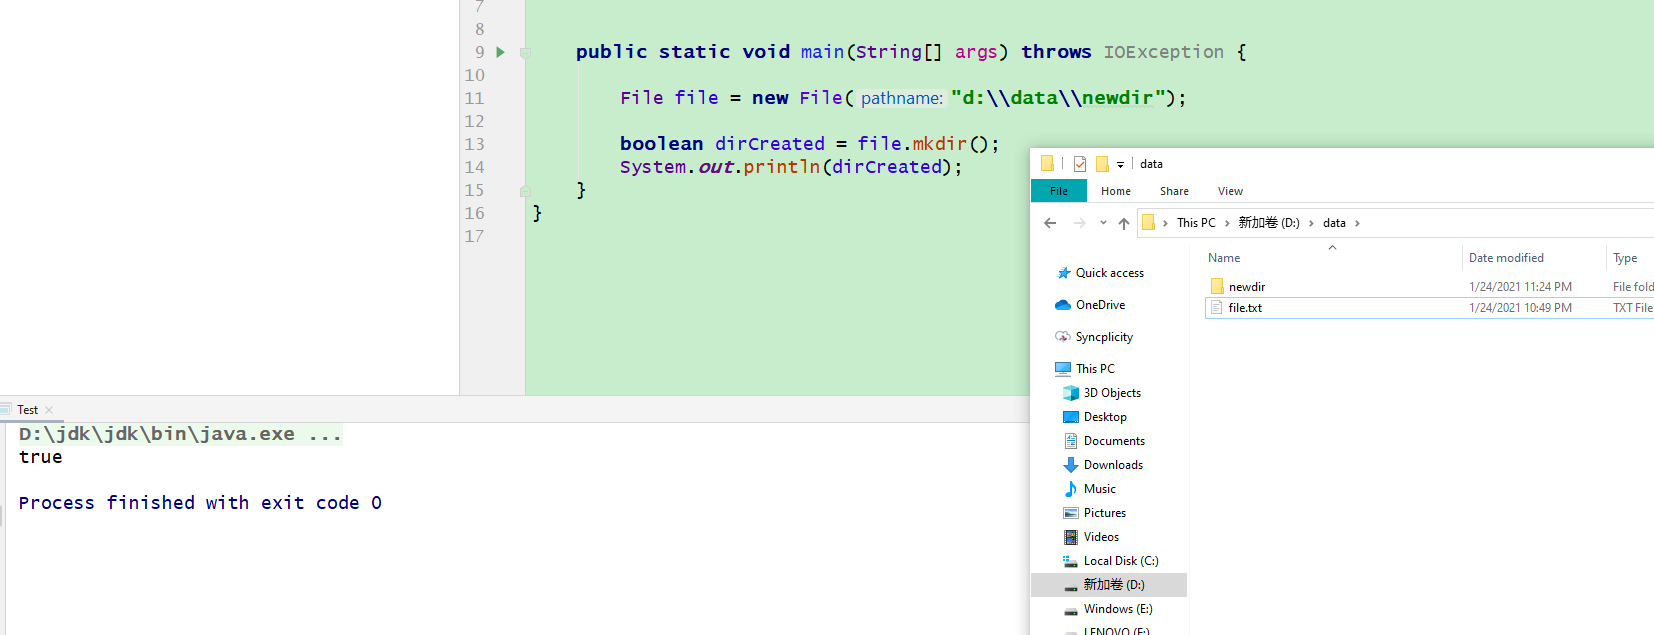 7
8
9 public static void main(String[] args) throws IOException {
10
11 File file = new File( pathname: "d:\\data\\newdir");
12
13 boolean dirCreated = file.mkdir();
14 System.out.println(dirCreated);
15 }
16 }
17
data
File Home Share View
This PC › 新加卷 (D:) › data ›
Name Date modified Type
newdir 1/24/2021 11:24 PM File fold
file.txt 1/24/2021 10:49 PM TXT File
Quick access
OneDrive
Syncplicity
This PC
3D Objects
Desktop
Documents
Downloads
Music
Pictures
Videos
Local Disk (C:)
新加卷 (D:)
Windows (E:)
LENOVO (F:)
Test
D:\jdk\jdk\bin\java.exe ...
true
Process finished with exit code 0